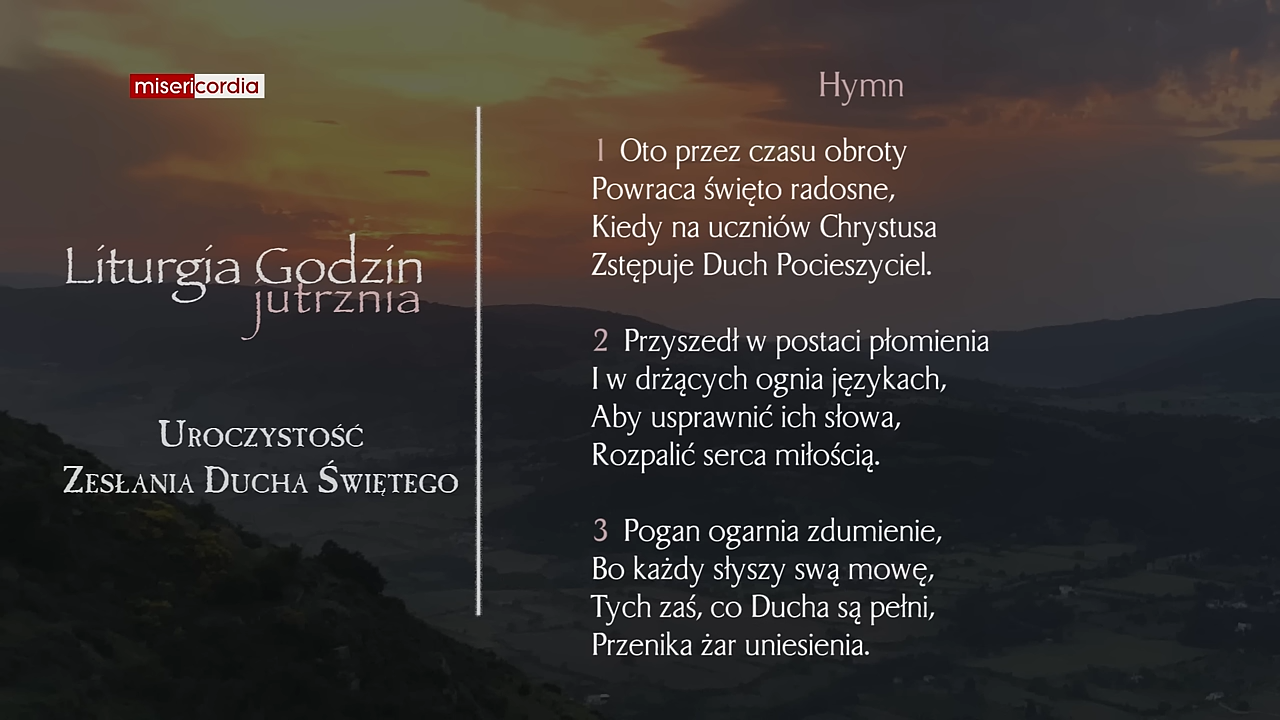 misericordia
Liturgia Godzin
jutrznia
Uroczystość
Zesłania Ducha Świętego
Hymn
1 Oto przez czasu obroty
Powraca święto radosne,
Kiedy na uczniów Chrystusa
Zstępuje Duch Pocieszyciel.
2 Przyszedł w postaci płomienia
I w drżących ognia językach,
Aby usprawnić ich słowa,
Rozpalić serca miłością.
3 Pogan ogarnia zdumienie,
Bo każdy słyszy swą mowę,
Tych zaś, co Ducha są pełni,
Przenika żar uniesienia.